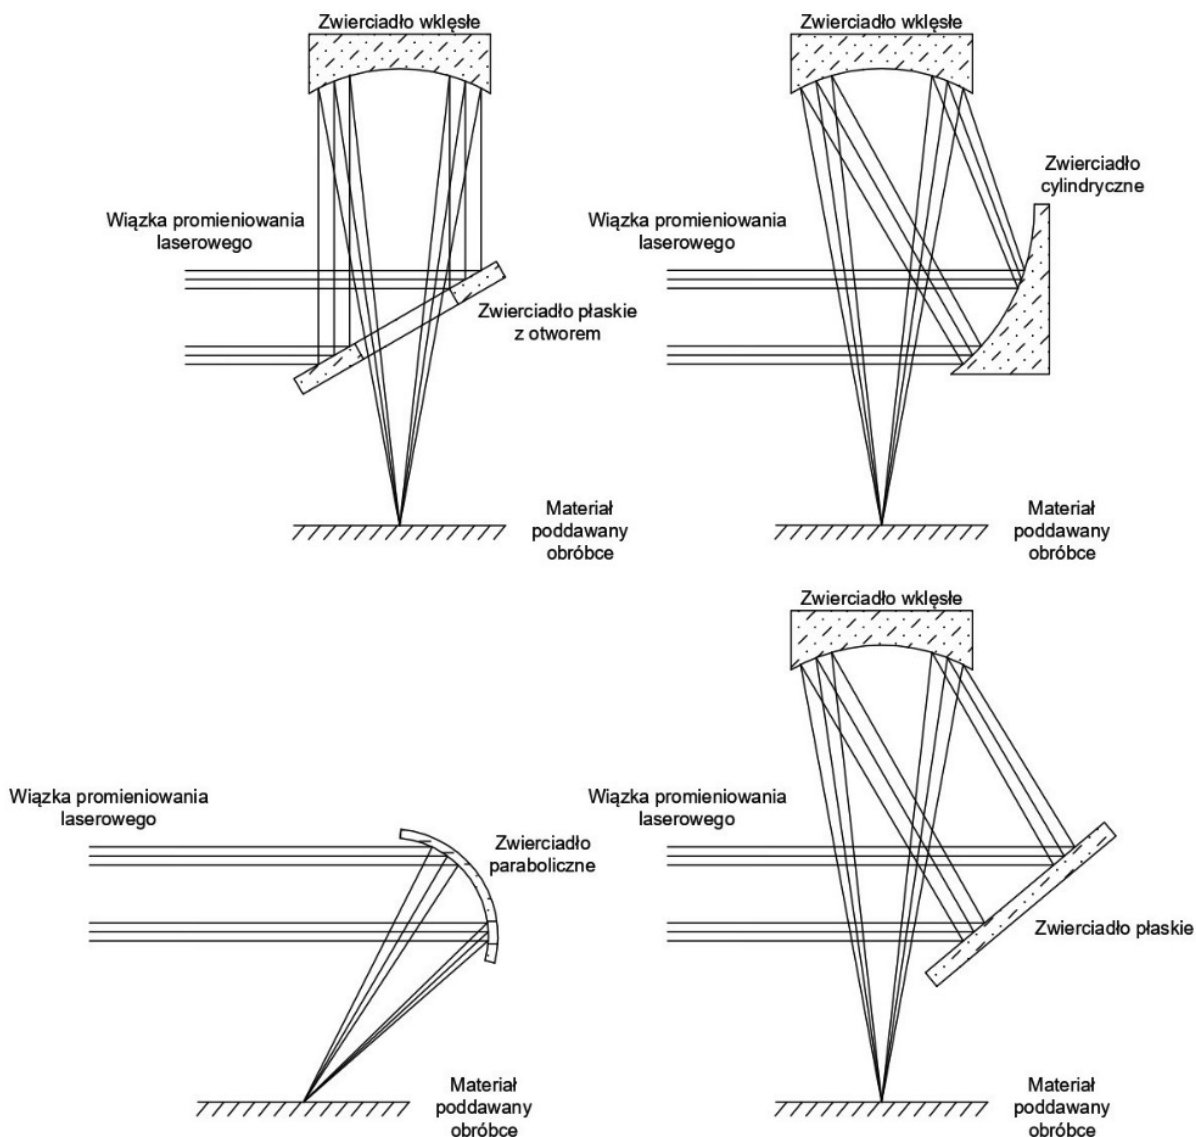 Zwierciadło wklęsłe
Wiązka promieniowania
laserowego
Zwierciadło płaskie
z otworem
Materiał
poddawany
obróbce
Zwierciadło wklęsłe
Zwierciadło
cylindryczne
Wiązka promieniowania
laserowego
Materiał
poddawany
obróbce
Wiązka promieniowania
laserowego
Zwierciadło
paraboliczne
Materiał
poddawany
obróbce
Zwierciadło wklęsłe
Wiązka promieniowania
laserowego
Zwierciadło płaskie
Materiał
poddawany
obróbce